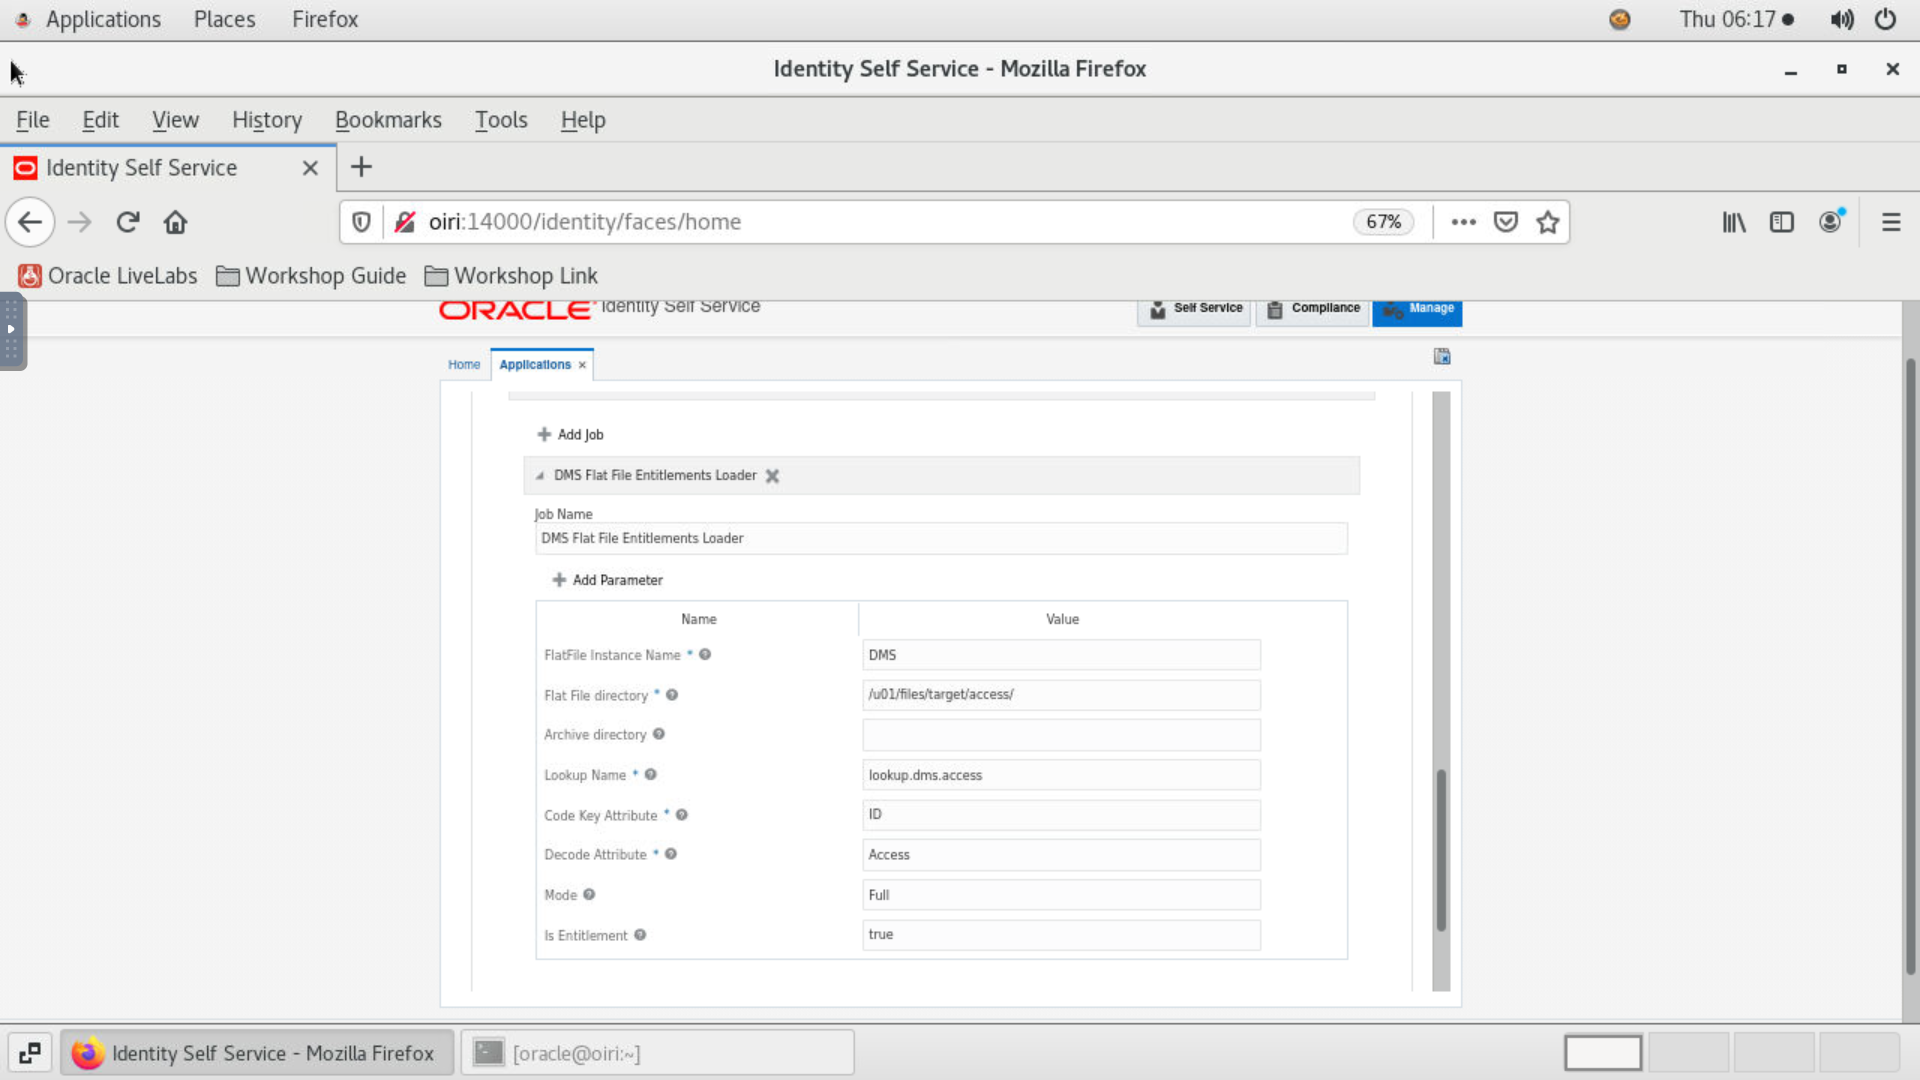 Applications Places Firefox Thu 06:17
Identity Self Service - Mozilla Firefox
File Edit View History Bookmarks Tools Help
Identity Self Service
oiri:14000/identity/faces/home 67%
Oracle LiveLabs Workshop Guide Workshop Link
ORACLE Identity Self Service Self Service Compliance Manage
Home Applications
Add Job
DMS Flat File Entitlements Loader
Job Name
DMS Flat File Entitlements Loader
Add Parameter
Name Value
FlatFile Instance Name * DMS
Flat File directory * /u01/files/target/access/
Archive directory
Lookup Name * lookup.dms.access
Code Key Attribute * ID
Decode Attribute * Access
Mode Full
Is Entitlement true
Identity Self Service - Mozilla Firefox [oracle@oiri:~]